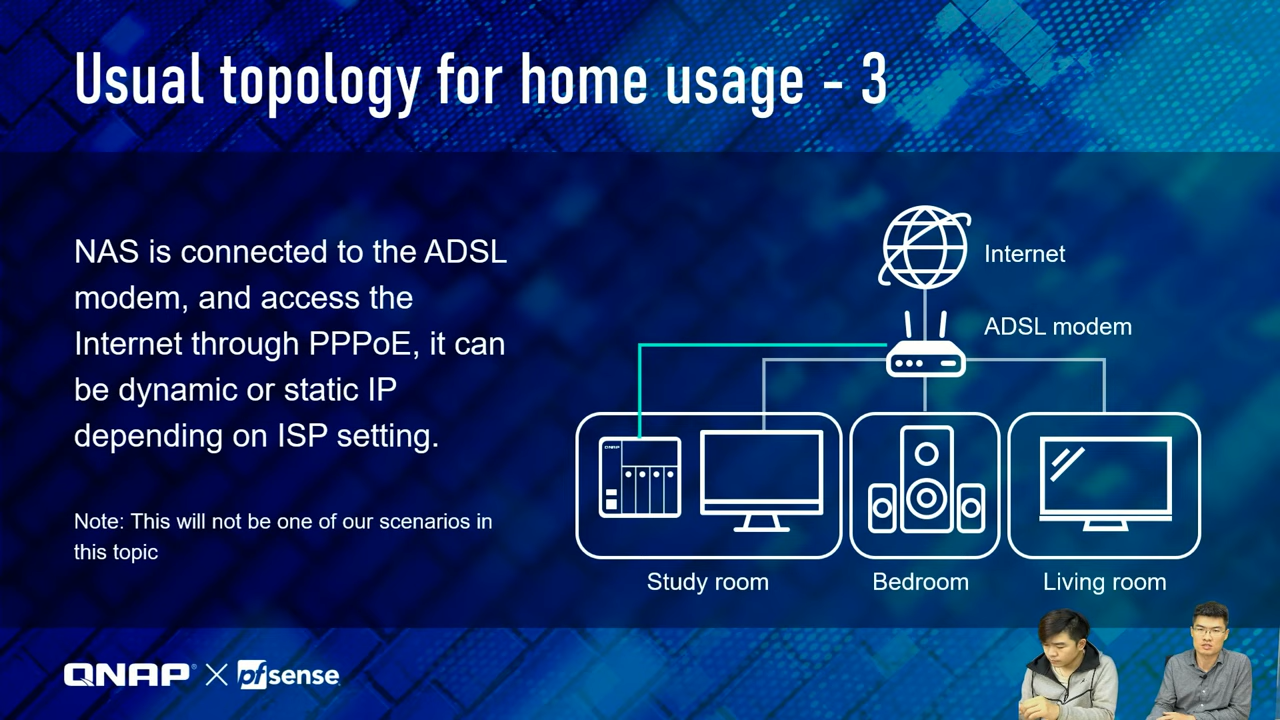 Usual topology for home usage - 3
NAS is connected to the ADSL
modem, and access the
Internet through PPPoE, it can
be dynamic or static IP
depending on ISP setting.
Note: This will not be one of our scenarios in
this topic
Internet
ADSL modem
QNAP
Study room
Bedroom
Living room
QNAP X pfsense